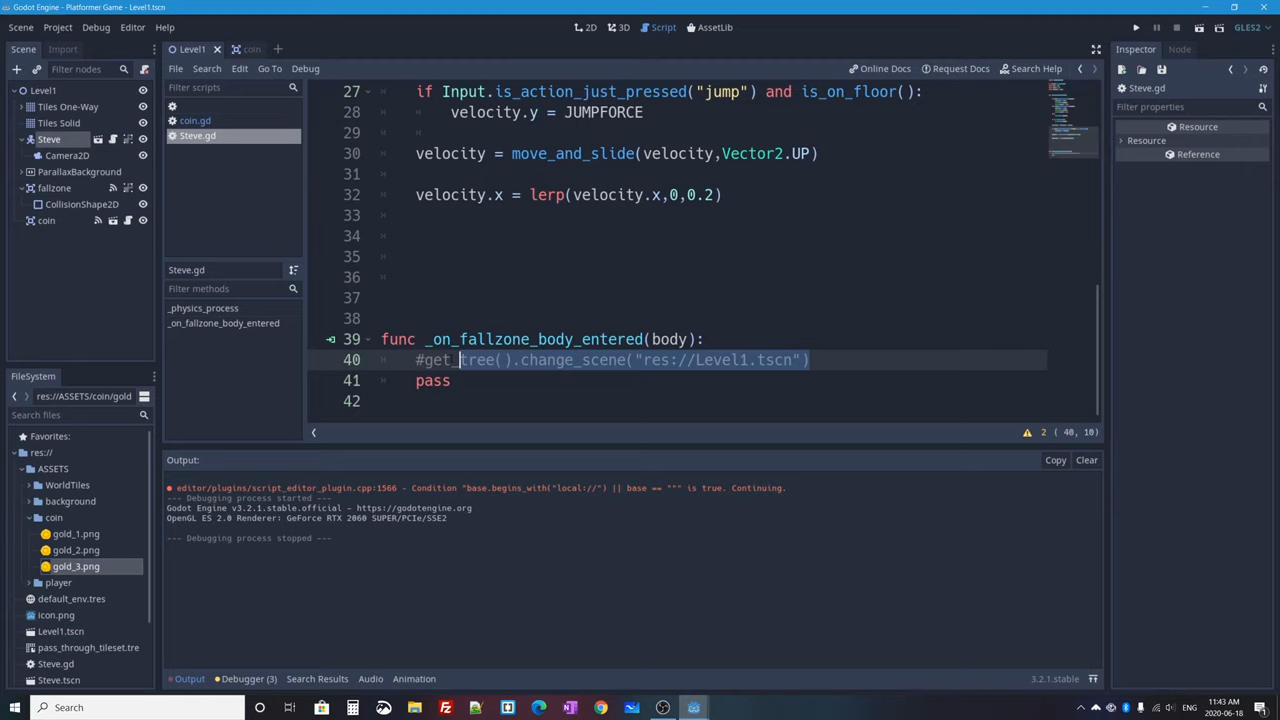 Godot Engine - Platformer Game - Level1.tscn
Scene Project Debug Editor Help
2D 3D Script AssetLib
GLES2
Scene Import
Level1 coin
Inspector Node
Filter nodes
File Search Edit Go To Debug
Online Docs Request Docs Search Help
Level1
Tiles One-Way
Tiles Solid
Steve
Camera2D
ParallaxBackground
fallzone
CollisionShape2D
coin
Filter scripts
coin.gd
Steve.gd
Steve.gd
Filter methods
_physics_process
_on_fallzone_body_entered
27 if Input.is_action_just_pressed("jump") and is_on_floor():
28 velocity.y = JUMPFORCE
29
30 velocity = move_and_slide(velocity,Vector2.UP)
31
32 velocity.x = lerp(velocity.x,0,0.2)
33
34
35
36
37
38
39 func _on_fallzone_body_entered(body):
40 #get_tree().change_scene("res://Level1.tscn")
41 pass
42
2 ( 40, 10)
Steve.gd
Filter properties
Resource
Resource
Reference
FileSystem
res://ASSETS/coin/gold
Search files
Favorites:
res://
ASSETS
WorldTiles
background
coin
gold_1.png
gold_2.png
gold_3.png
player
default_env.tres
icon.png
Level1.tscn
pass_through_tileset.tre
Steve.gd
Steve.tscn
Output:
Copy Clear
editor/plugins/script_editor_plugin.cpp:1566 - Condition "base.begins_with("local://") || base == """ is true. Continuing.
--- Debugging process started ---
Godot Engine v3.2.1.stable.official - https://godotengine.org
OpenGL ES 2.0 Renderer: GeForce RTX 2060 SUPER/PCIe/SSE2
--- Debugging process stopped ---
Output Debugger (3) Search Results Audio Animation
3.2.1.stable
Search
11:43 AM
2020-06-18